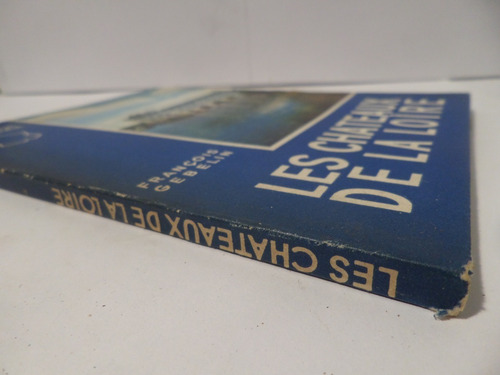 LES CHATEAUX
DE LA LOIRE
FRANÇOIS
GEBELIN
LES CHATEAUX DE LA LOIRE